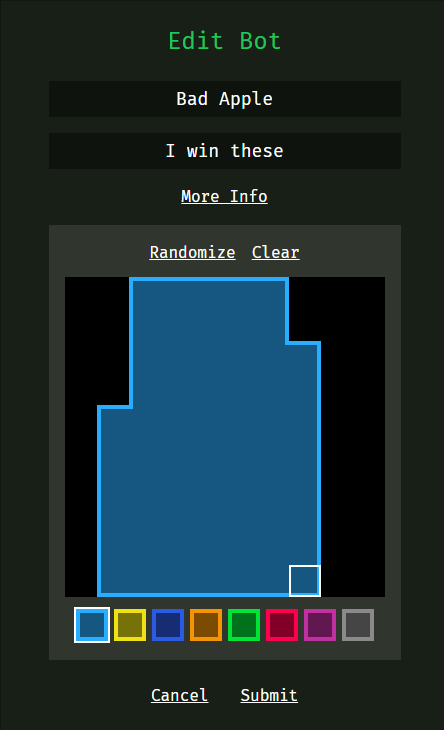 Edit Bot
Bad Apple
I win these
More Info
Randomize Clear
Cancel Submit